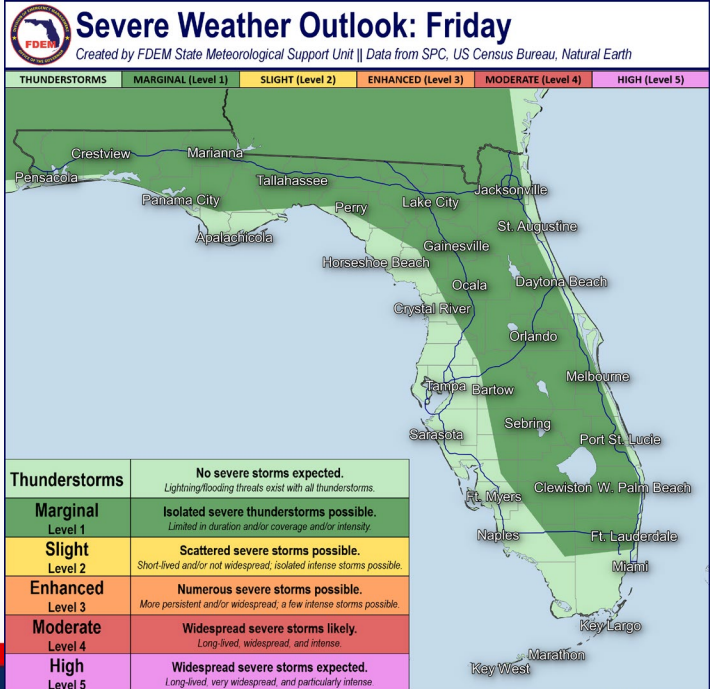 FDEM
Severe Weather Outlook: Friday
Created by FDEM State Meteorological Support Unit || Data from SPC, US Census Bureau, Natural Earth
THUNDERSTORMS
MARGINAL (Level 1)
SLIGHT (Level 2)
ENHANCED (Level 3)
MODERATE (Level 4)
HIGH (Level 5)
Crestview
Marianna
Pensacola
Tallahassee
Jacksonville
Panama City
Perry
Lake City
Apalachicola
St. Augustine
Gainesville
Horseshoe Beach
Ocala
Daytona Beach
Crystal River
Orlando
Melbourne
Tampa
Bartow
Sebring
Sarasota
Port St. Lucie
Ft. Myers
Clewiston
W. Palm Beach
Naples
Ft. Lauderdale
Miami
Key Largo
Marathon
Key West
Thunderstorms
No severe storms expected.
Lightning/flooding threats exist with all thunderstorms.
Marginal
Level 1
Isolated severe thunderstorms possible.
Limited in duration and/or coverage and/or intensity.
Slight
Level 2
Scattered severe storms possible.
Short-lived and/or not widespread; isolated intense storms possible.
Enhanced
Level 3
Numerous severe storms possible.
More persistent and/or widespread; a few intense storms possible.
Moderate
Level 4
Widespread severe storms likely.
Long-lived, widespread, and intense.
High
Level 5
Widespread severe storms expected.
Long-lived, very widespread, and particularly intense.